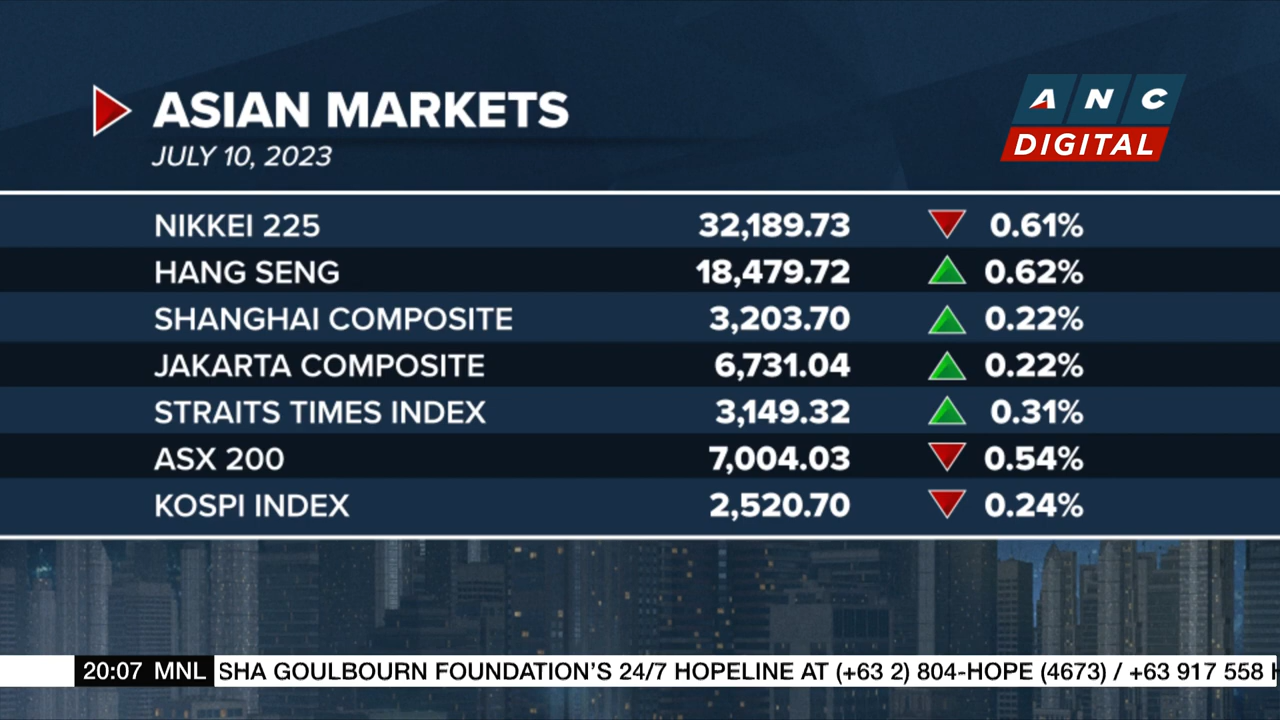 ASIAN MARKETS
JULY 10, 2023
ANC
DIGITAL
NIKKEI 225 32,189.73 0.61%
HANG SENG 18,479.72 0.62%
SHANGHAI COMPOSITE 3,203.70 0.22%
JAKARTA COMPOSITE 6,731.04 0.22%
STRAITS TIMES INDEX 3,149.32 0.31%
ASX 200 7,004.03 0.54%
KOSPI INDEX 2,520.70 0.24%
20:07 MNL SHA GOULBOURN FOUNDATION'S 24/7 HOPELINE AT (+63 2) 804-HOPE (4673) / +63 917 558